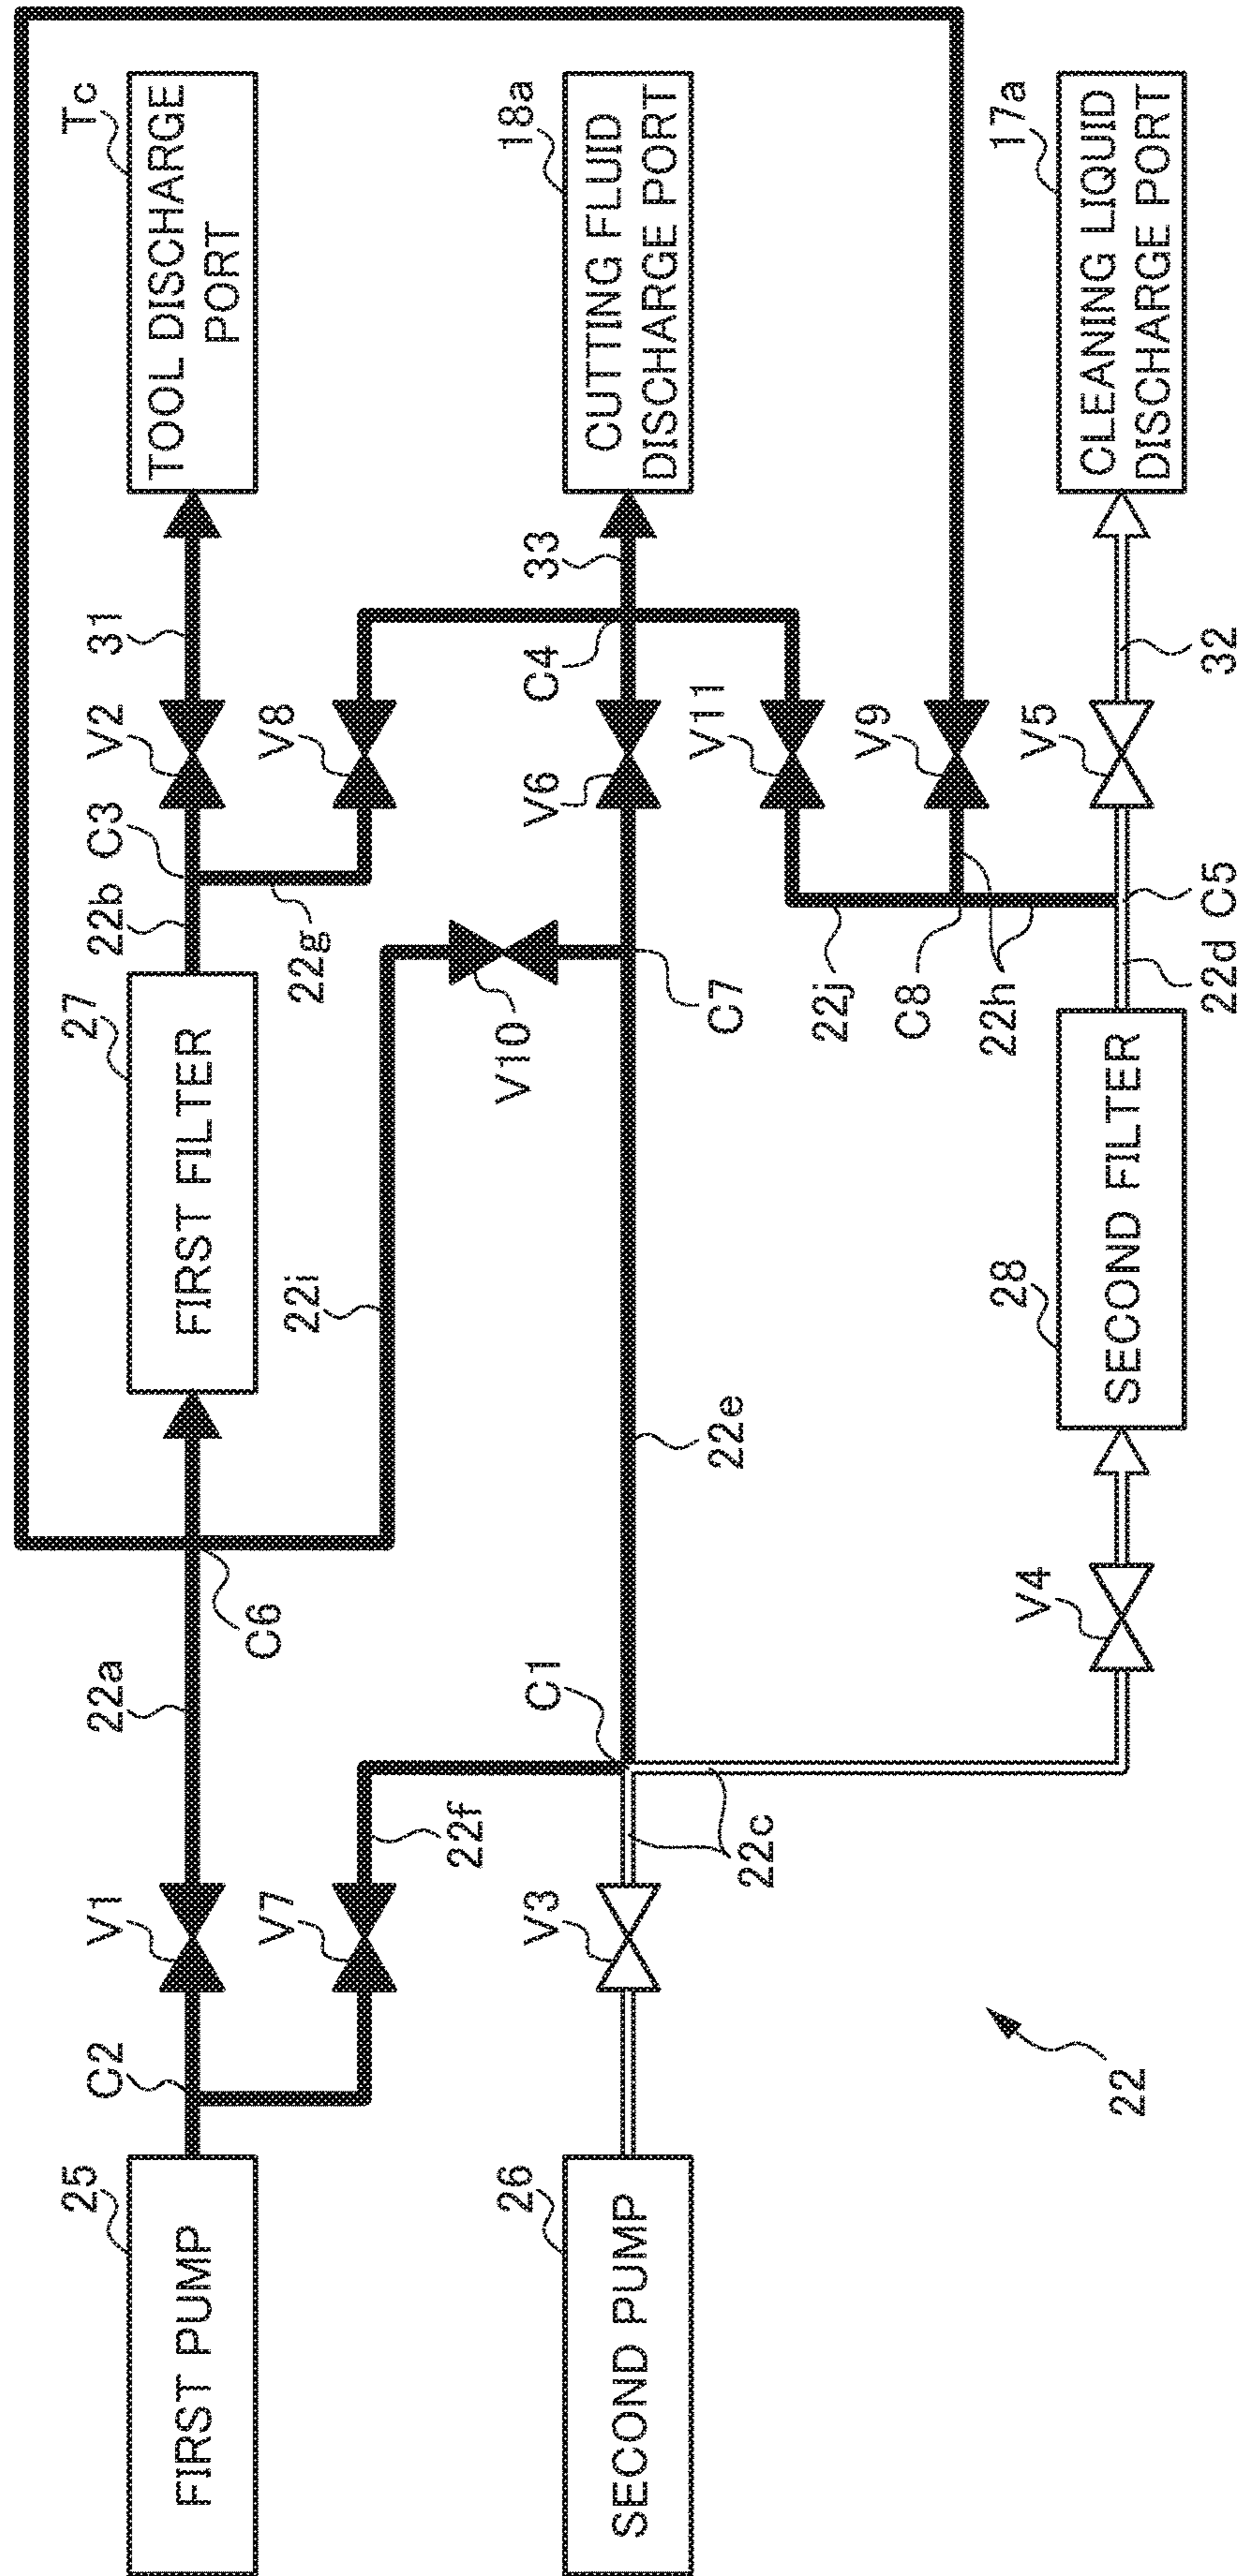 25
FIRST PUMP
C2
V1
22a
C6
27
FIRST FILTER
22b
C3
V2
31
Tc
TOOL DISCHARGE
PORT
V7
22f
22i
22g
V8
26
SECOND PUMP
V3
22c
C1
22e
V10
C7
V6
C4
33
18a
CUTTING FLUID
DISCHARGE PORT
22j
V11
C8
V9
22h
V4
28
SECOND FILTER
22d
C5
V5
32
17a
CLEANING LIQUID
DISCHARGE PORT
22